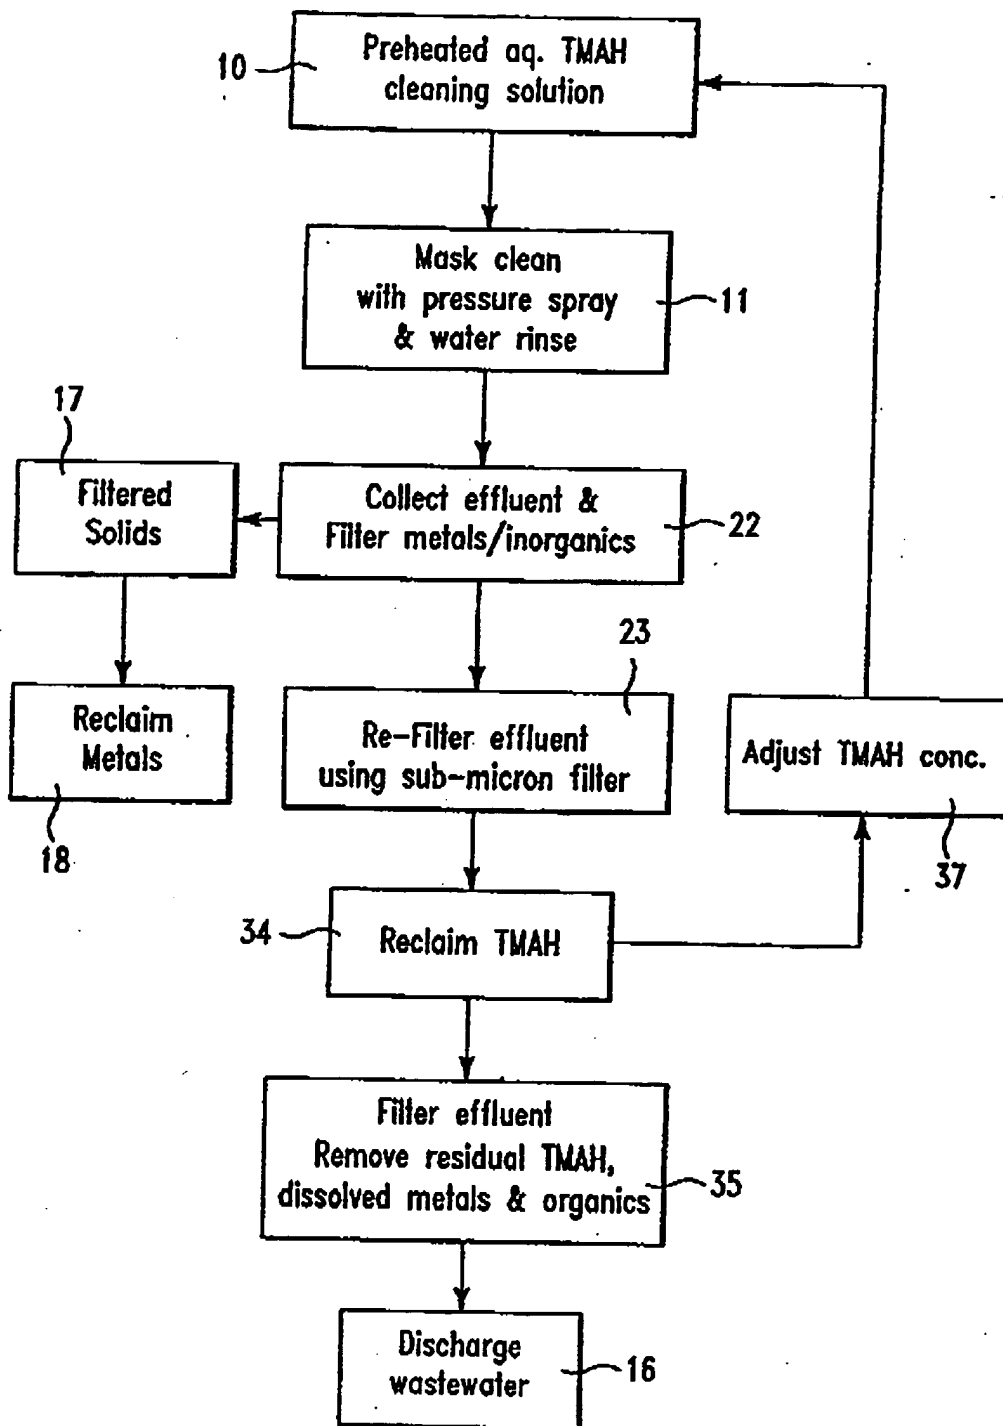 Preheated aq. TMAH
cleaning solution
10
Mask clean
with pressure spray
& water rinse
11
17
Filtered
Solids
Collect effluent &
Filter metals/inorganics
22
23
Reclaim
Metals
18
Re-Filter effluent
using sub-micron filter
Adjust TMAH conc.
37
34
Reclaim TMAH
Filter effluent
Remove residual TMAH,
dissolved metals & organics
35
Discharge
wastewater
16